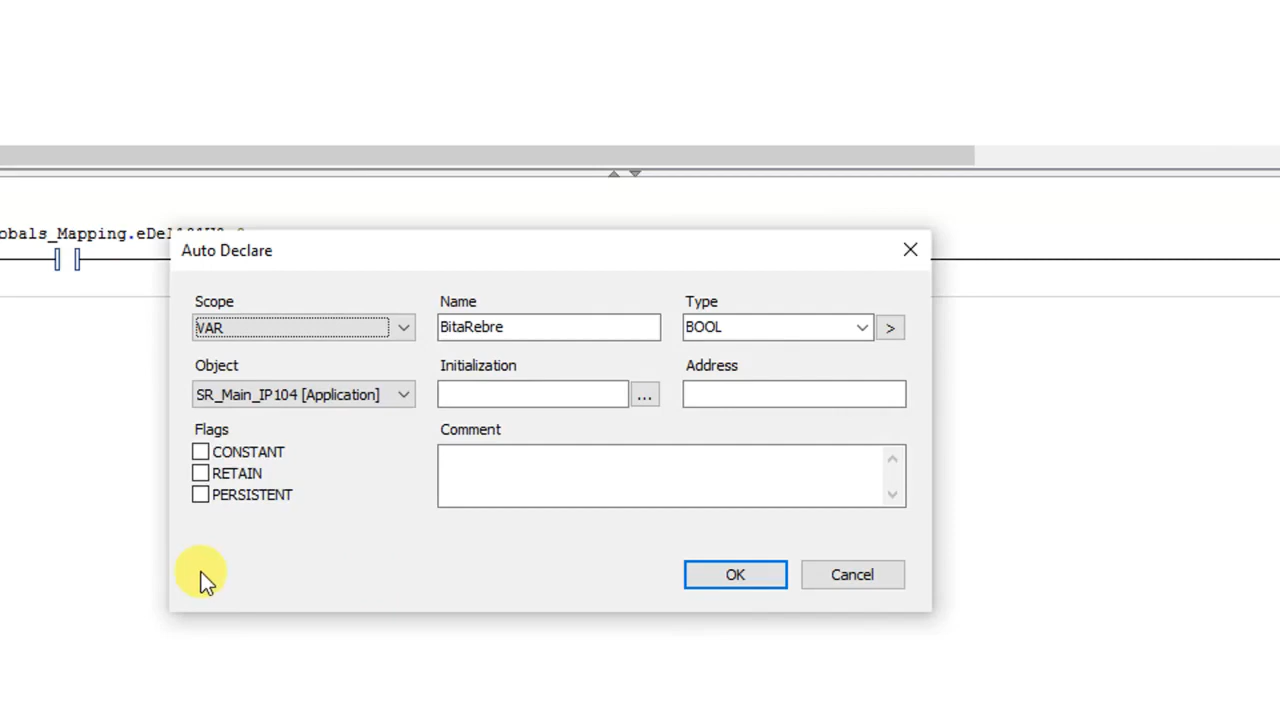 obals_Mapping.
Auto Declare
Scope
Name
Type
VAR
BitaRebre
BOOL
>
Object
Initialization
Address
SR_Main_IP104 [Application]
...
Flags
Comment
CONSTANT
RETAIN
PERSISTENT
OK
Cancel